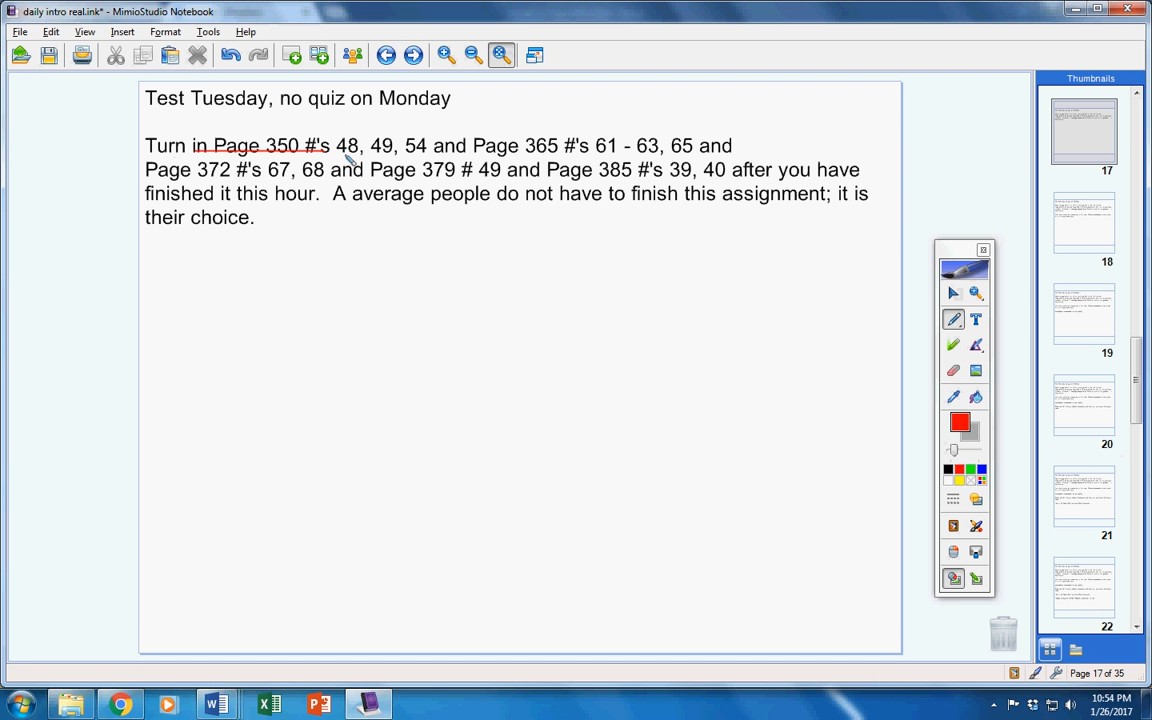 daily intro real.ink* - MimioStudio Notebook
File Edit View Insert Format Tools Help
Thumbnails
Test Tuesday, no quiz on Monday
Turn in Page 350 #'s 48, 49, 54 and Page 365 #'s 61 - 63, 65 and
Page 372 #'s 67, 68 and Page 379 # 49 and Page 385 #'s 39, 40 after you have
finished it this hour.  A average people do not have to finish this assignment; it is
their choice.
17
18
19
20
21
22
Page 17 of 35
10:54 PM
1/26/2017